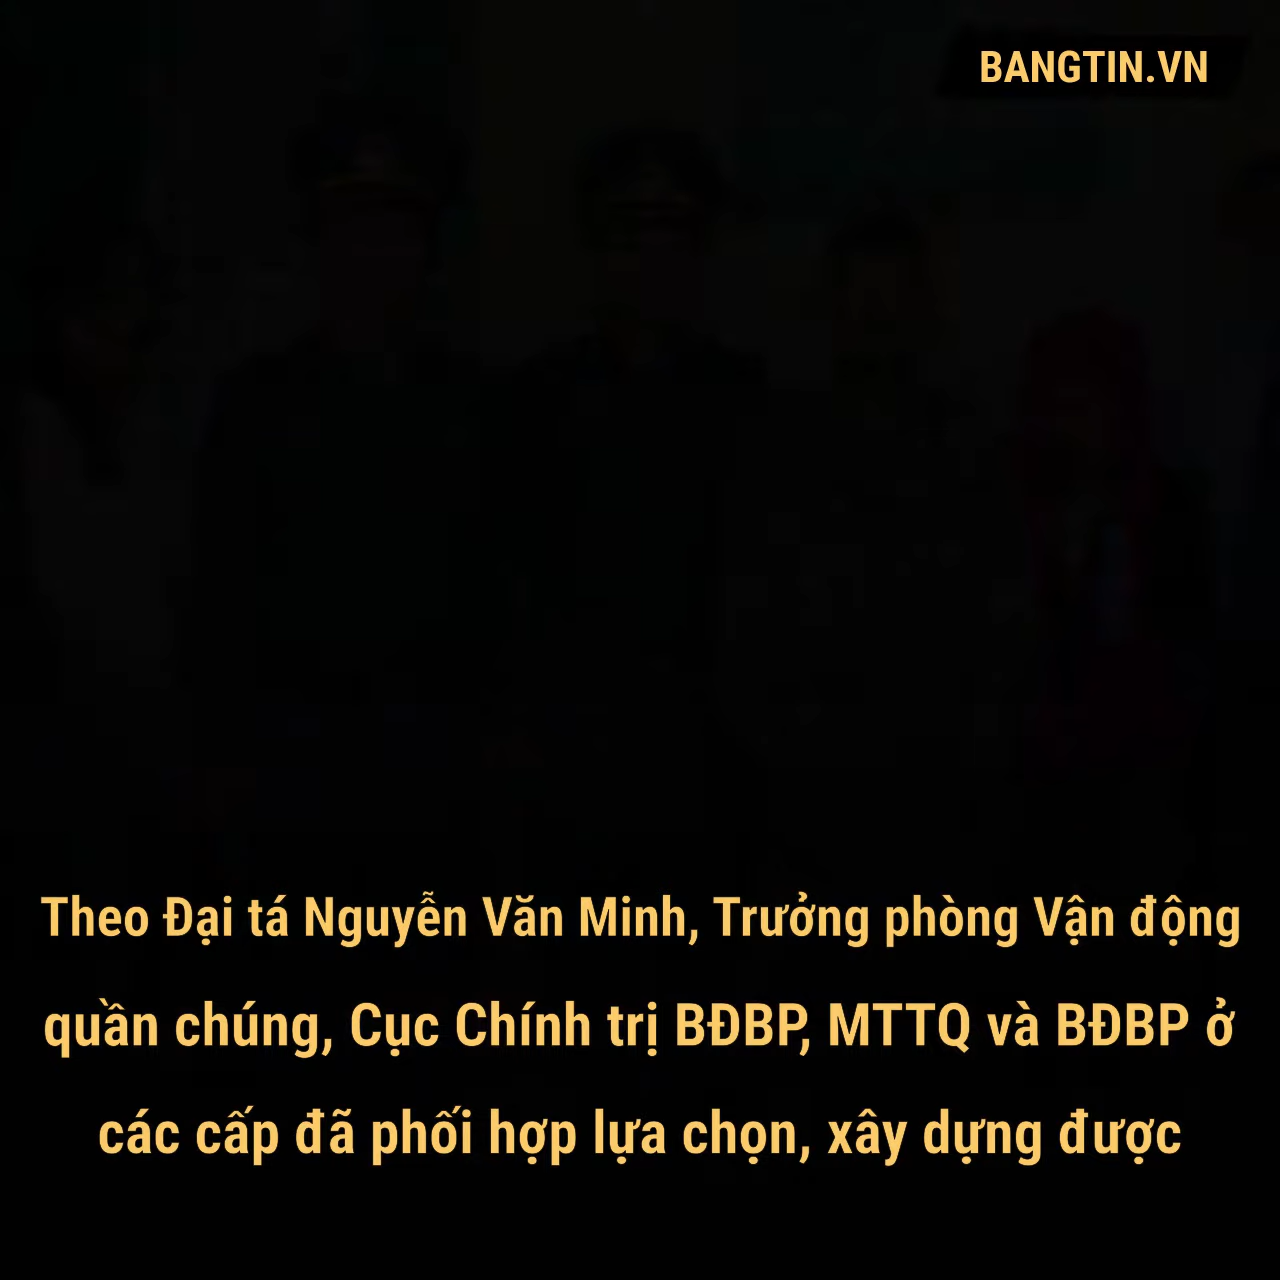 BANGTIN.VN
Theo Đại tá Nguyễn Văn Minh, Trưởng phòng Vận động
quần chúng, Cục Chính trị BĐBP, MTTQ và BĐBP ở
các cấp đã phối hợp lựa chọn, xây dựng được